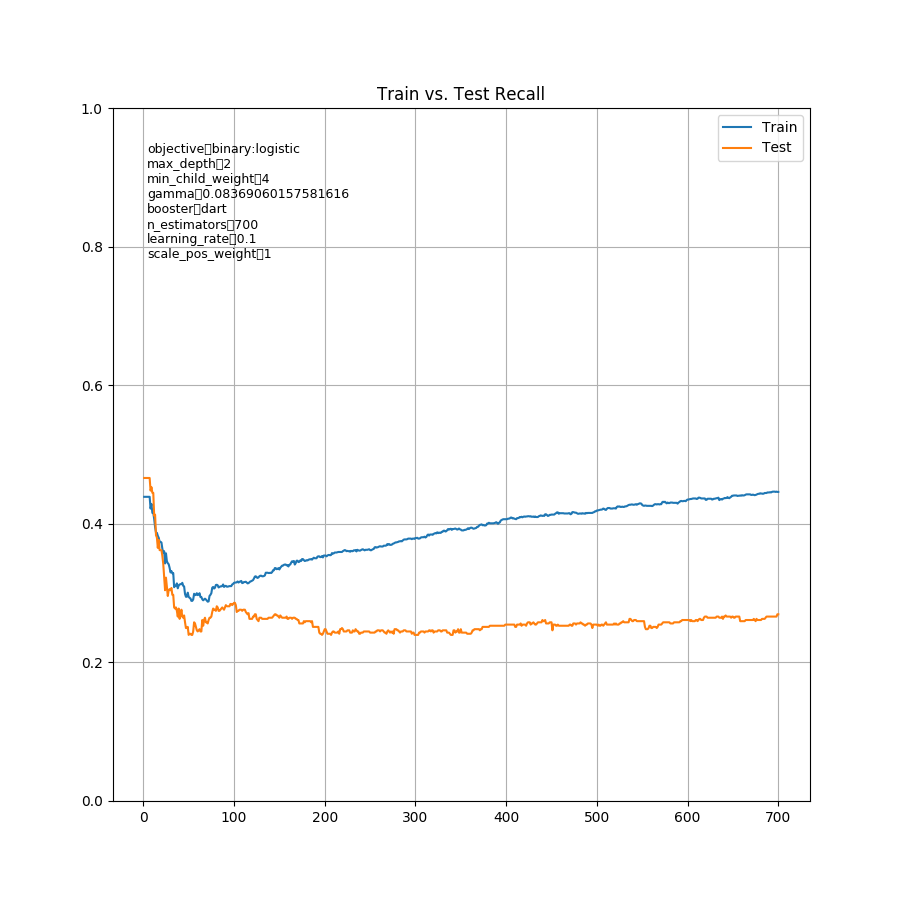 Train vs. Test Recall
1.0
Train
Test
objective▯binary:logistic
max_depth▯2
min_child_weight▯4
gamma▯0.08369060157581616
booster▯dart
n_estimators▯700
learning_rate▯0.1
scale_pos_weight▯1
0.8
0.6
0.4
0.2
0.0
0 100 200 300 400 500 600 700